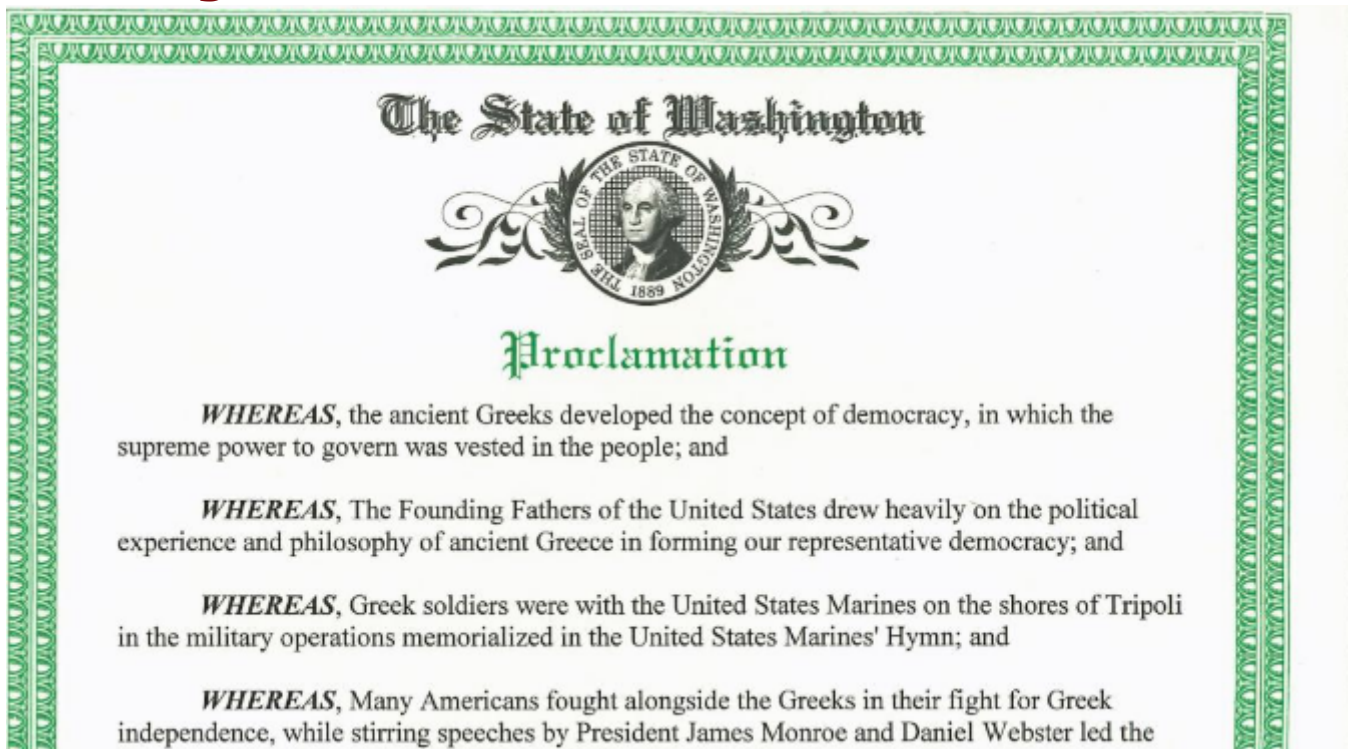 The State of Washington
THE SEAL OF THE STATE OF WASHINGTON
1889
Proclamation
WHEREAS, the ancient Greeks developed the concept of democracy, in which the
supreme power to govern was vested in the people; and
WHEREAS, The Founding Fathers of the United States drew heavily on the political
experience and philosophy of ancient Greece in forming our representative democracy; and
WHEREAS, Greek soldiers were with the United States Marines on the shores of Tripoli
in the military operations memorialized in the United States Marines' Hymn; and
WHEREAS, Many Americans fought alongside the Greeks in their fight for Greek
independence, while stirring speeches by President James Monroe and Daniel Webster led the